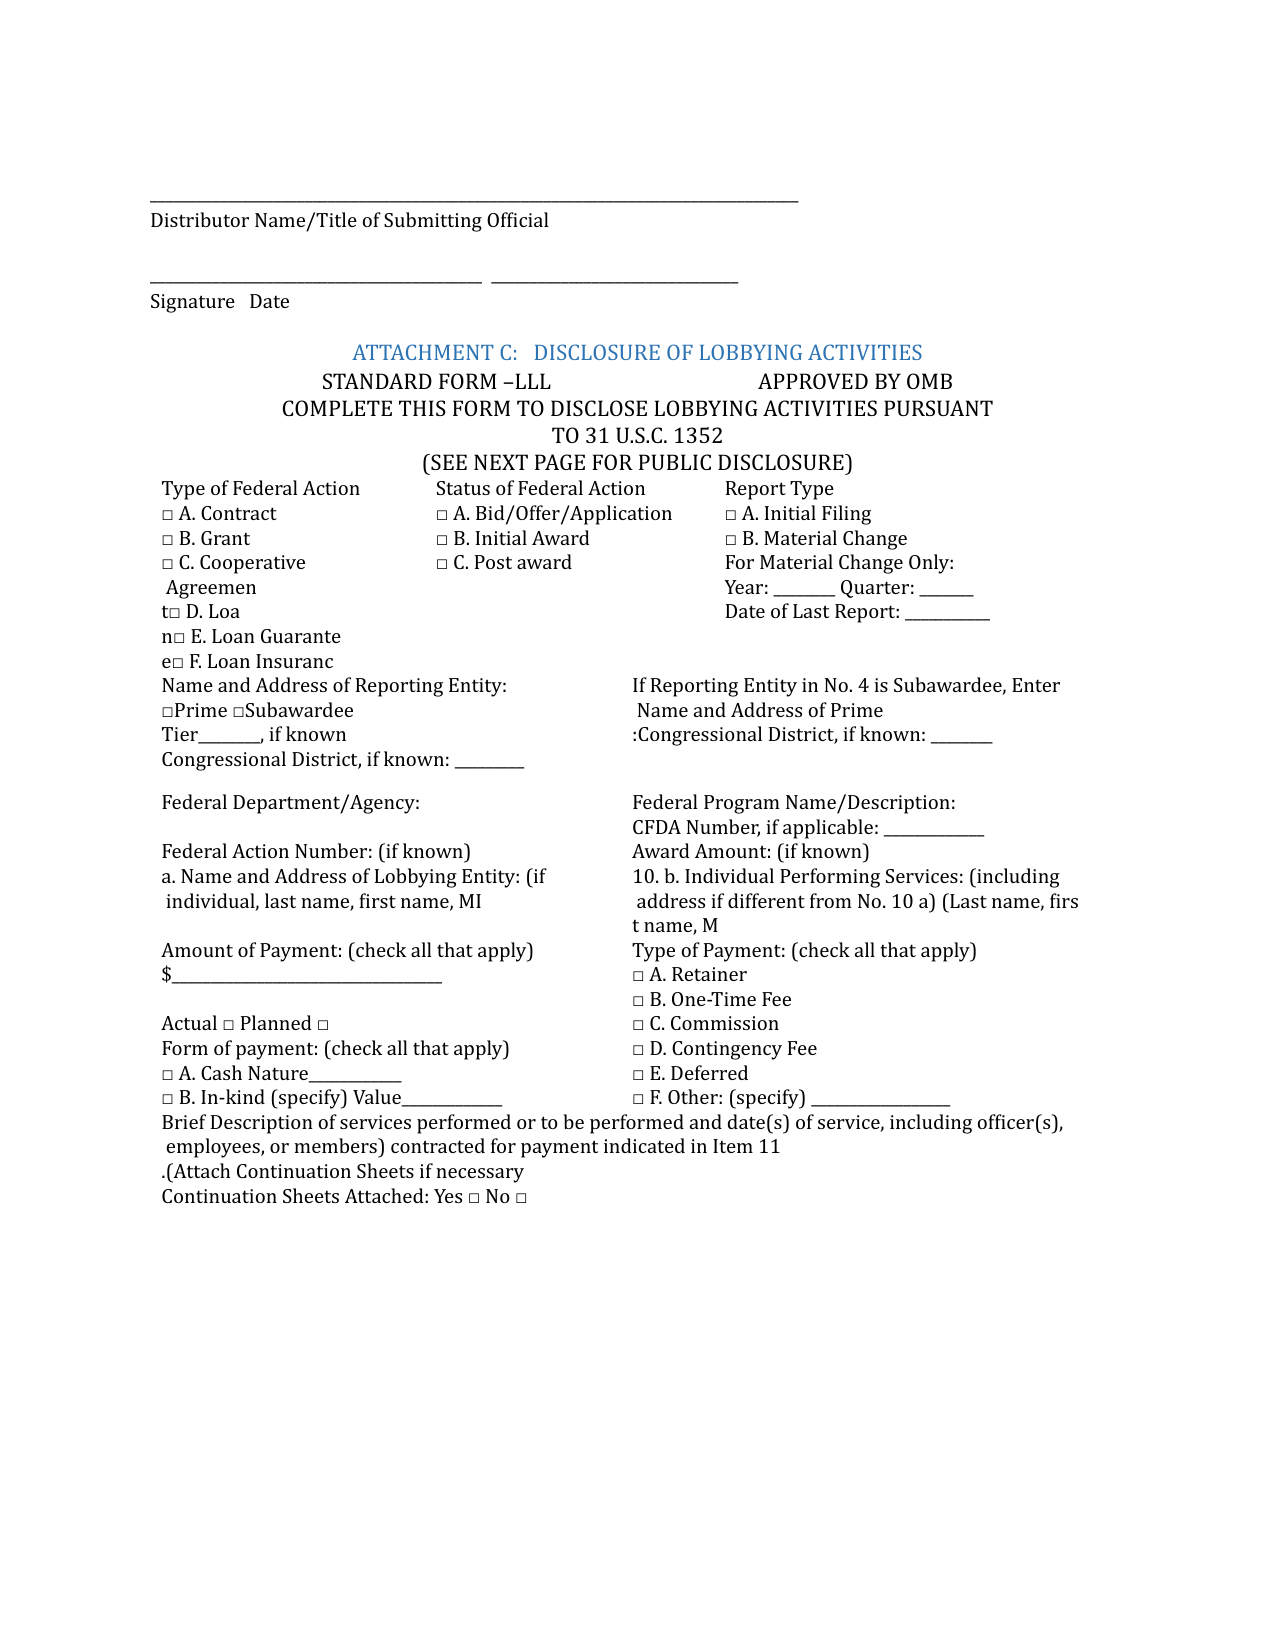 ______________________________________________________________________________________
Distributor Name/Title of Submitting Official
____________________________________________ ________________________________
Signature Date
ATTACHMENT C: DISCLOSURE OF LOBBYING ACTIVITIES
STANDARD FORM –LLL APPROVED BY OMB
COMPLETE THIS FORM TO DISCLOSE LOBBYING ACTIVITIES PURSUANT
TO 31 U.S.C. 1352
(SEE NEXT PAGE FOR PUBLIC DISCLOSURE)
Type of Federal Action
□ A. Contract
□ B. Grant
□ C. Cooperative
Agreemen
t□ D. Loa
n□ E. Loan Guarante
e□ F. Loan Insuranc
Status of Federal Action
□ A. Bid/Offer/Application
□ B. Initial Award
□ C. Post award
Report Type
□ A. Initial Filing
□ B. Material Change
For Material Change Only:
Year: ________ Quarter: _______
Date of Last Report: ___________
Name and Address of Reporting Entity:
□Prime □Subawardee
Tier________, if known
Congressional District, if known: _________
If Reporting Entity in No. 4 is Subawardee, Enter
Name and Address of Prime
:Congressional District, if known: ________
Federal Department/Agency:
Federal Program Name/Description:
CFDA Number, if applicable: _____________
Federal Action Number: (if known)
Award Amount: (if known)
a. Name and Address of Lobbying Entity: (if
individual, last name, first name, MI
10. b. Individual Performing Services: (including
address if different from No. 10 a) (Last name, firs
t name, M
Amount of Payment: (check all that apply)
$___________________________________
Actual □ Planned □
Form of payment: (check all that apply)
□ A. Cash Nature____________
□ B. In-kind (specify) Value_____________
Type of Payment: (check all that apply)
□ A. Retainer
□ B. One-Time Fee
□ C. Commission
□ D. Contingency Fee
□ E. Deferred
□ F. Other: (specify) __________________
Brief Description of services performed or to be performed and date(s) of service, including officer(s),
employees, or members) contracted for payment indicated in Item 11
.(Attach Continuation Sheets if necessary
Continuation Sheets Attached: Yes □ No □